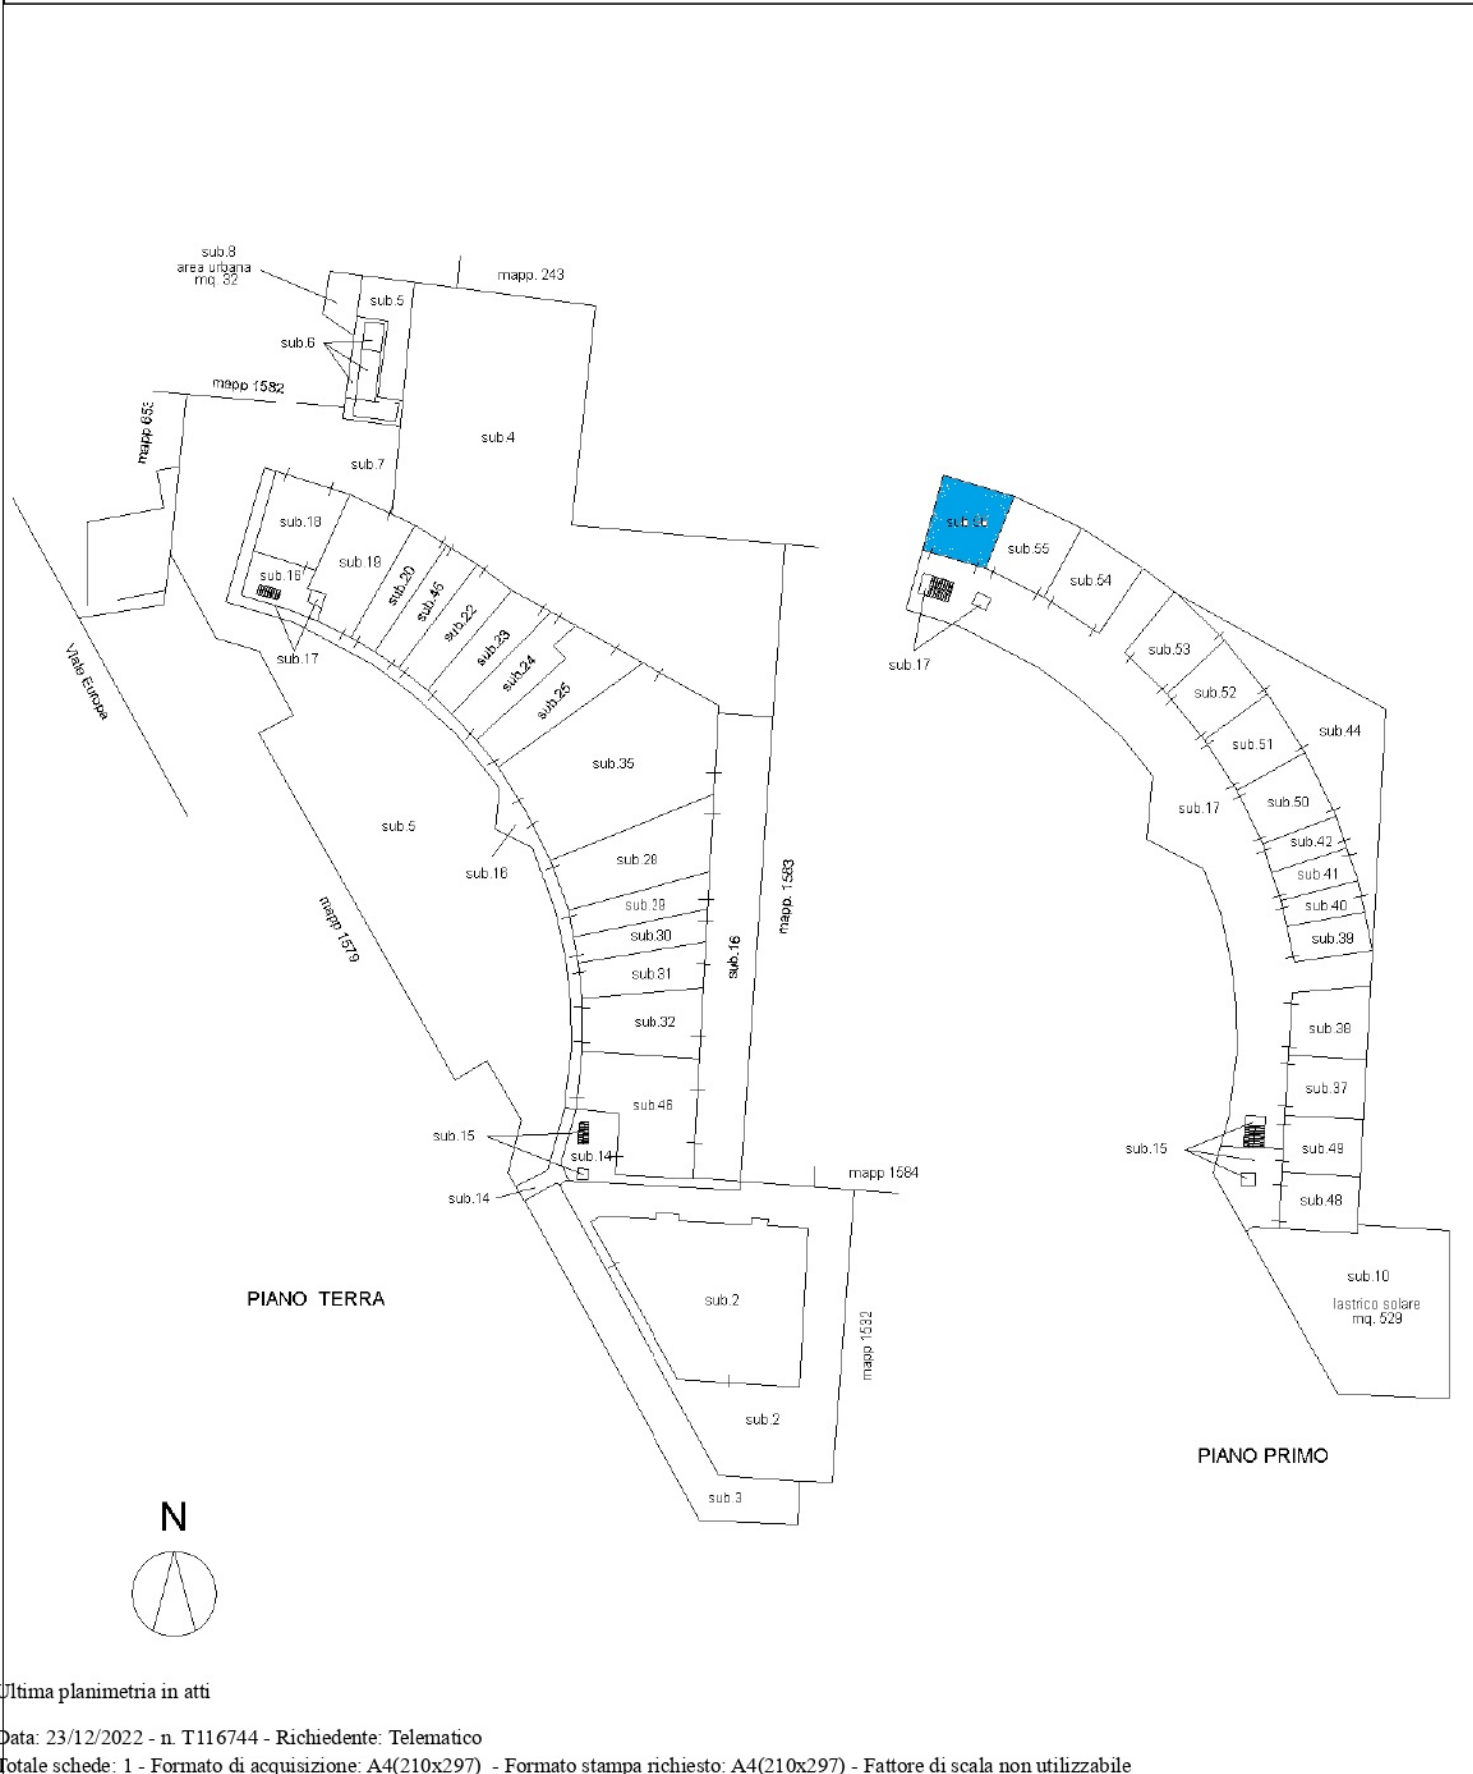 sub.8
area urbana
mq. 32
mapp. 243
sub.5
sub.6
mapp 1582
mapp 653
sub.4
sub.7
sub.18
sub.19
sub.16
sub.20
sub.45
sub.22
sub.23
sub.24
sub.25
sub.17
Viale Europa
sub.35
sub.5
sub.16
sub.28
sub.29
sub.30
sub.31
sub.32
sub.16
mapp. 1583
mapp 1579
sub.46
sub.15
sub.14
sub.14
mapp 1584
sub.2
mapp 1532
sub.2
sub.3
PIANO TERRA
sub.55
sub.54
sub.17
sub.53
sub.52
sub.51
sub.44
sub.50
sub.17
sub.42
sub.41
sub.40
sub.39
sub.38
sub.37
sub.15
sub.49
sub.48
sub.10
lastrico solare
mq. 529
PIANO PRIMO
N
Ultima planimetria in atti
Data: 23/12/2022 - n. T116744 - Richiedente: Telematico
Totale schede: 1 - Formato di acquisizione: A4(210x297) - Formato stampa richiesto: A4(210x297) - Fattore di scala non utilizzabile